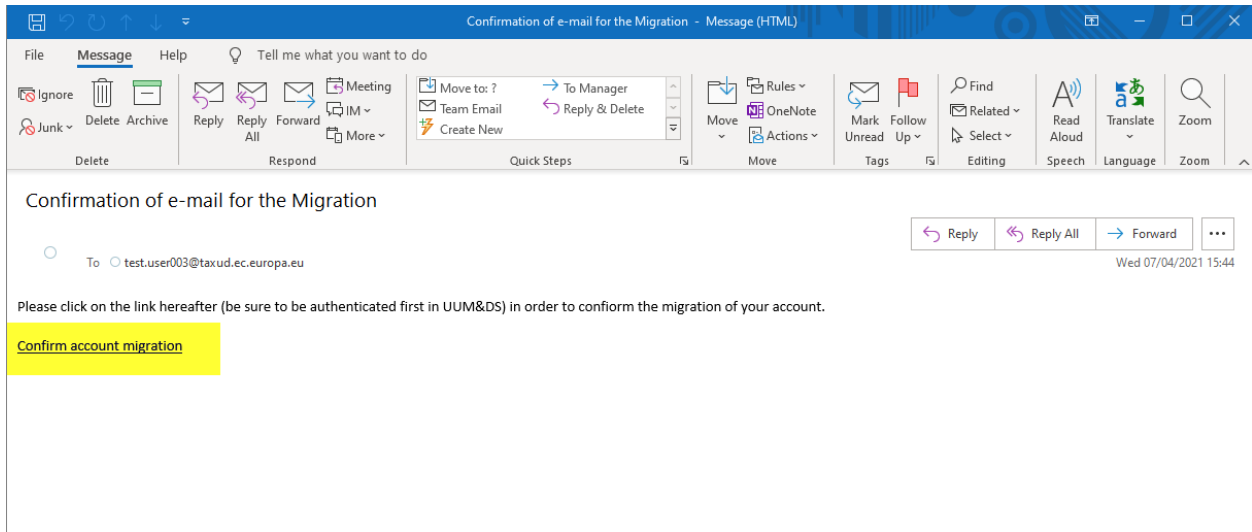 Confirmation of e-mail for the Migration - Message (HTML)
File Message Help Tell me what you want to do
Ignore
Junk
Delete
Archive
Delete
Reply
Reply All
Forward
Meeting
IM
More
Respond
Move to: ?
Team Email
Create New
To Manager
Reply & Delete
Quick Steps
Move
Rules
OneNote
Actions
Move
Mark Unread
Follow Up
Tags
Find
Related
Select
Editing
Read Aloud
Speech
Translate
Language
Zoom
Zoom
Confirmation of e-mail for the Migration
Reply Reply All Forward
To test.user003@taxud.ec.europa.eu
Wed 07/04/2021 15:44
Please click on the link hereafter (be sure to be authenticated first in UUM&DS) in order to confiorm the migration of your account.
Confirm account migration